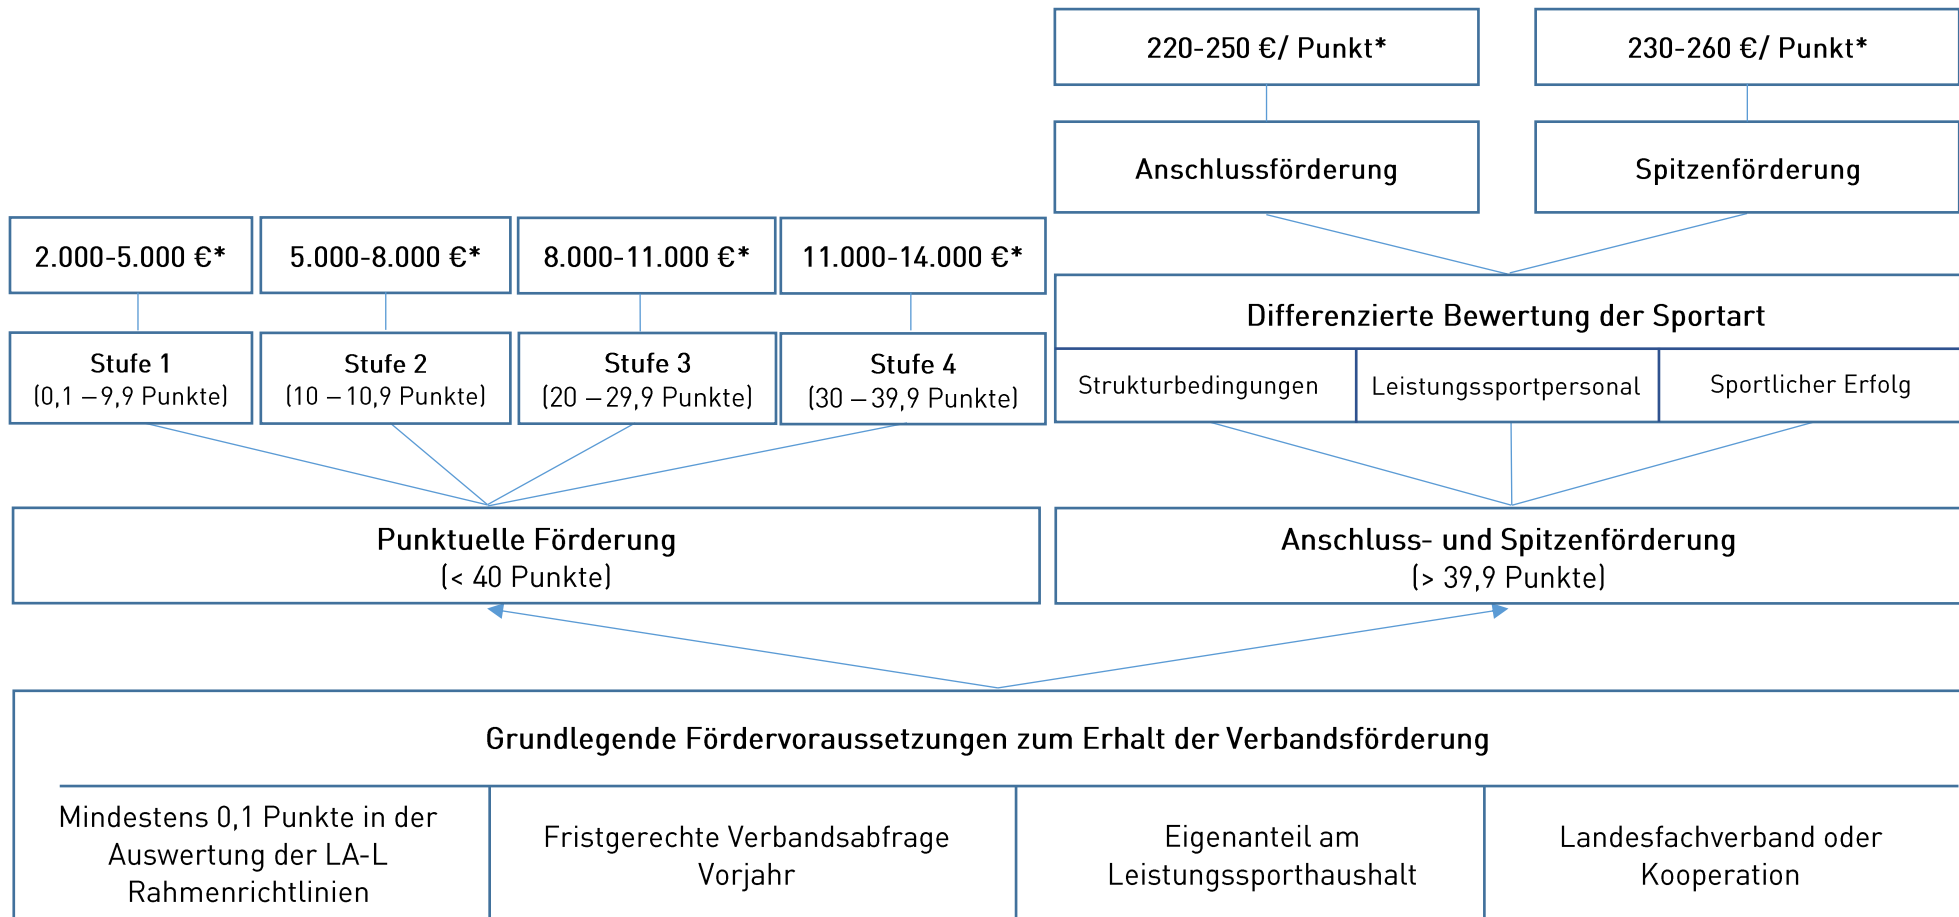 220-250 €/ Punkt*
230-260 €/ Punkt*
Anschlussförderung
Spitzenförderung
2.000-5.000 €*
5.000-8.000 €*
8.000-11.000 €*
11.000-14.000 €*
Differenzierte Bewertung der Sportart
Stufe 1
(0,1 – 9,9 Punkte)
Stufe 2
(10 – 10,9 Punkte)
Stufe 3
(20 – 29,9 Punkte)
Stufe 4
(30 – 39,9 Punkte)
Strukturbedingungen
Leistungssportpersonal
Sportlicher Erfolg
Punktuelle Förderung
(< 40 Punkte)
Anschluss- und Spitzenförderung
(> 39,9 Punkte)
Grundlegende Fördervoraussetzungen zum Erhalt der Verbandsförderung
Mindestens 0,1 Punkte in der
Auswertung der LA-L
Rahmenrichtlinien
Fristgerechte Verbandsabfrage
Vorjahr
Eigenanteil am
Leistungssporthaushalt
Landesfachverband oder
Kooperation